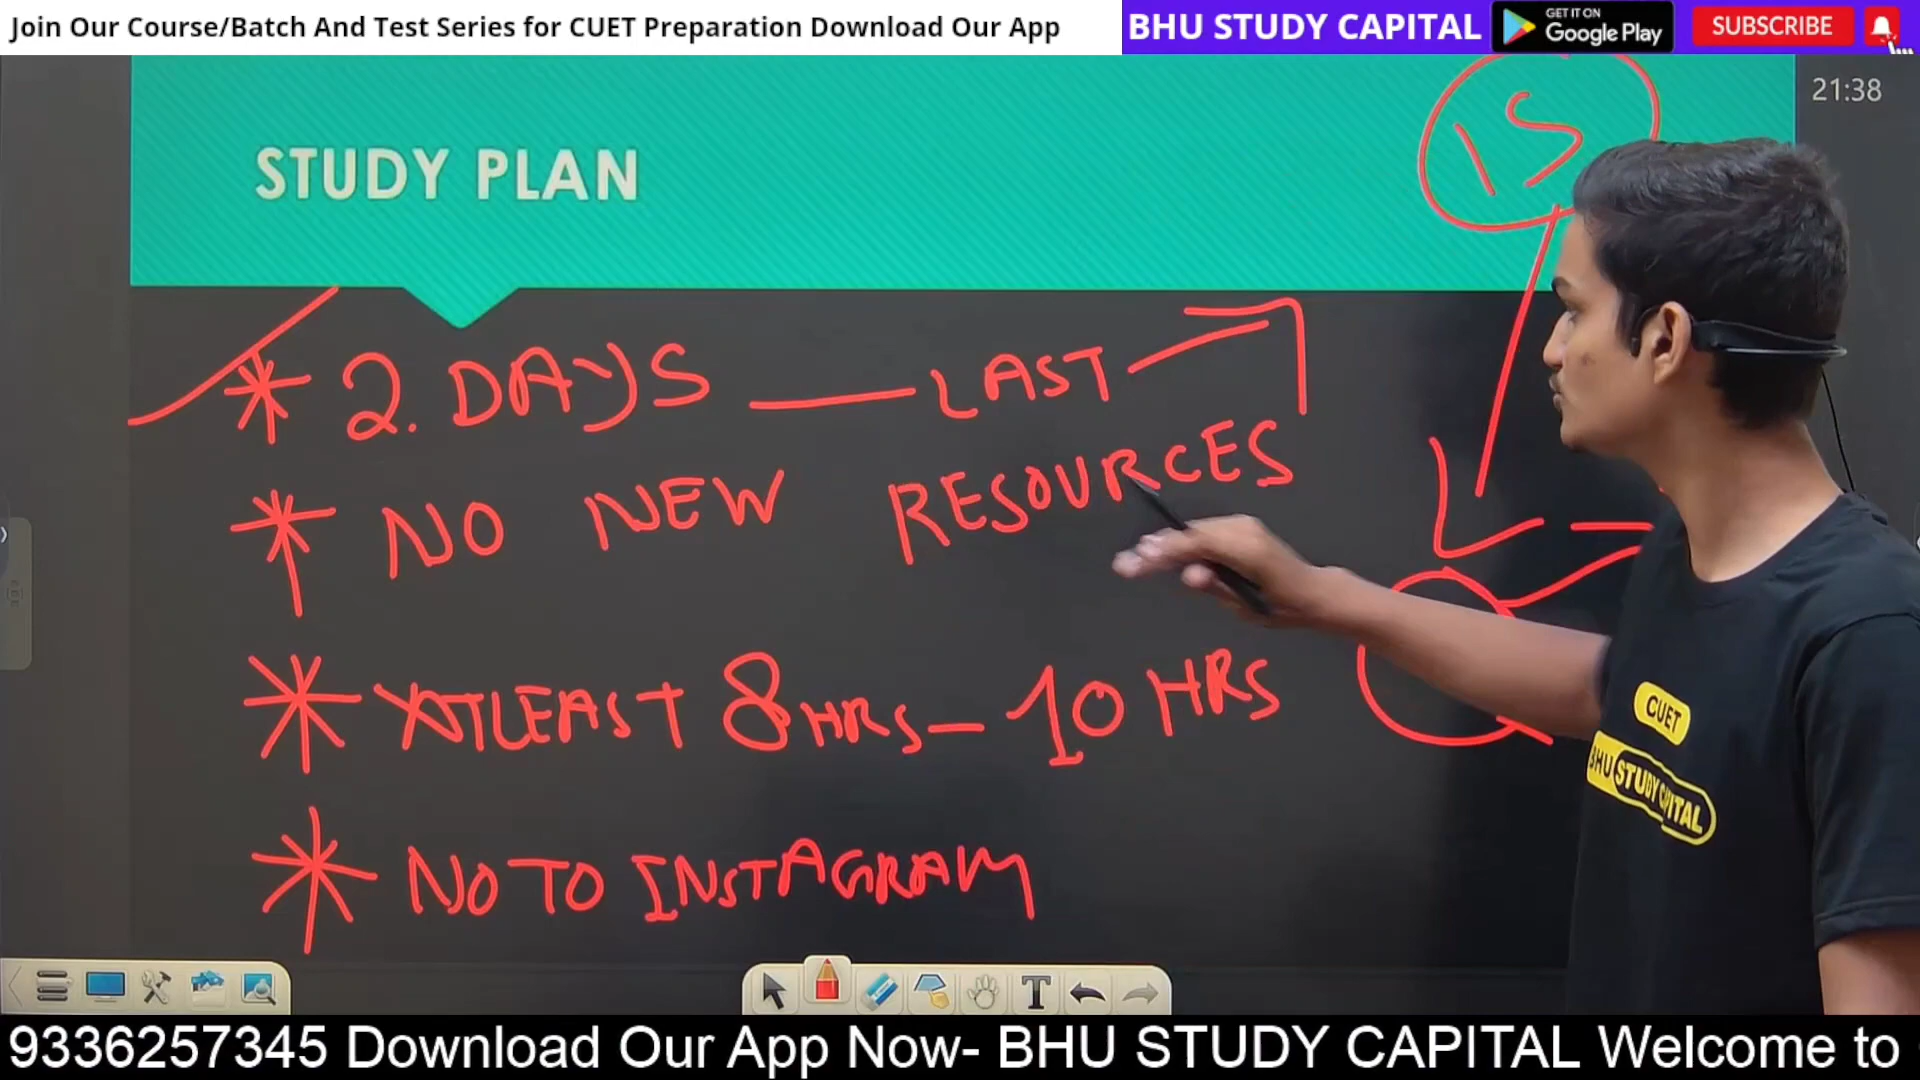 Join Our Course/Batch And Test Series for CUET Preparation Download Our App
BHU STUDY CAPITAL
GET IT ON
Google Play
SUBSCRIBE
21:38
15
STUDY PLAN
* 2. DAYS — LAST
* NO NEW RESOURCES
* ATLEAST 8 HRS - 10 HRS
* NO TO INSTAGRAM
CUET
BHU STUDY CAPITAL
T
9336257345 Download Our App Now- BHU STUDY CAPITAL Welcome to